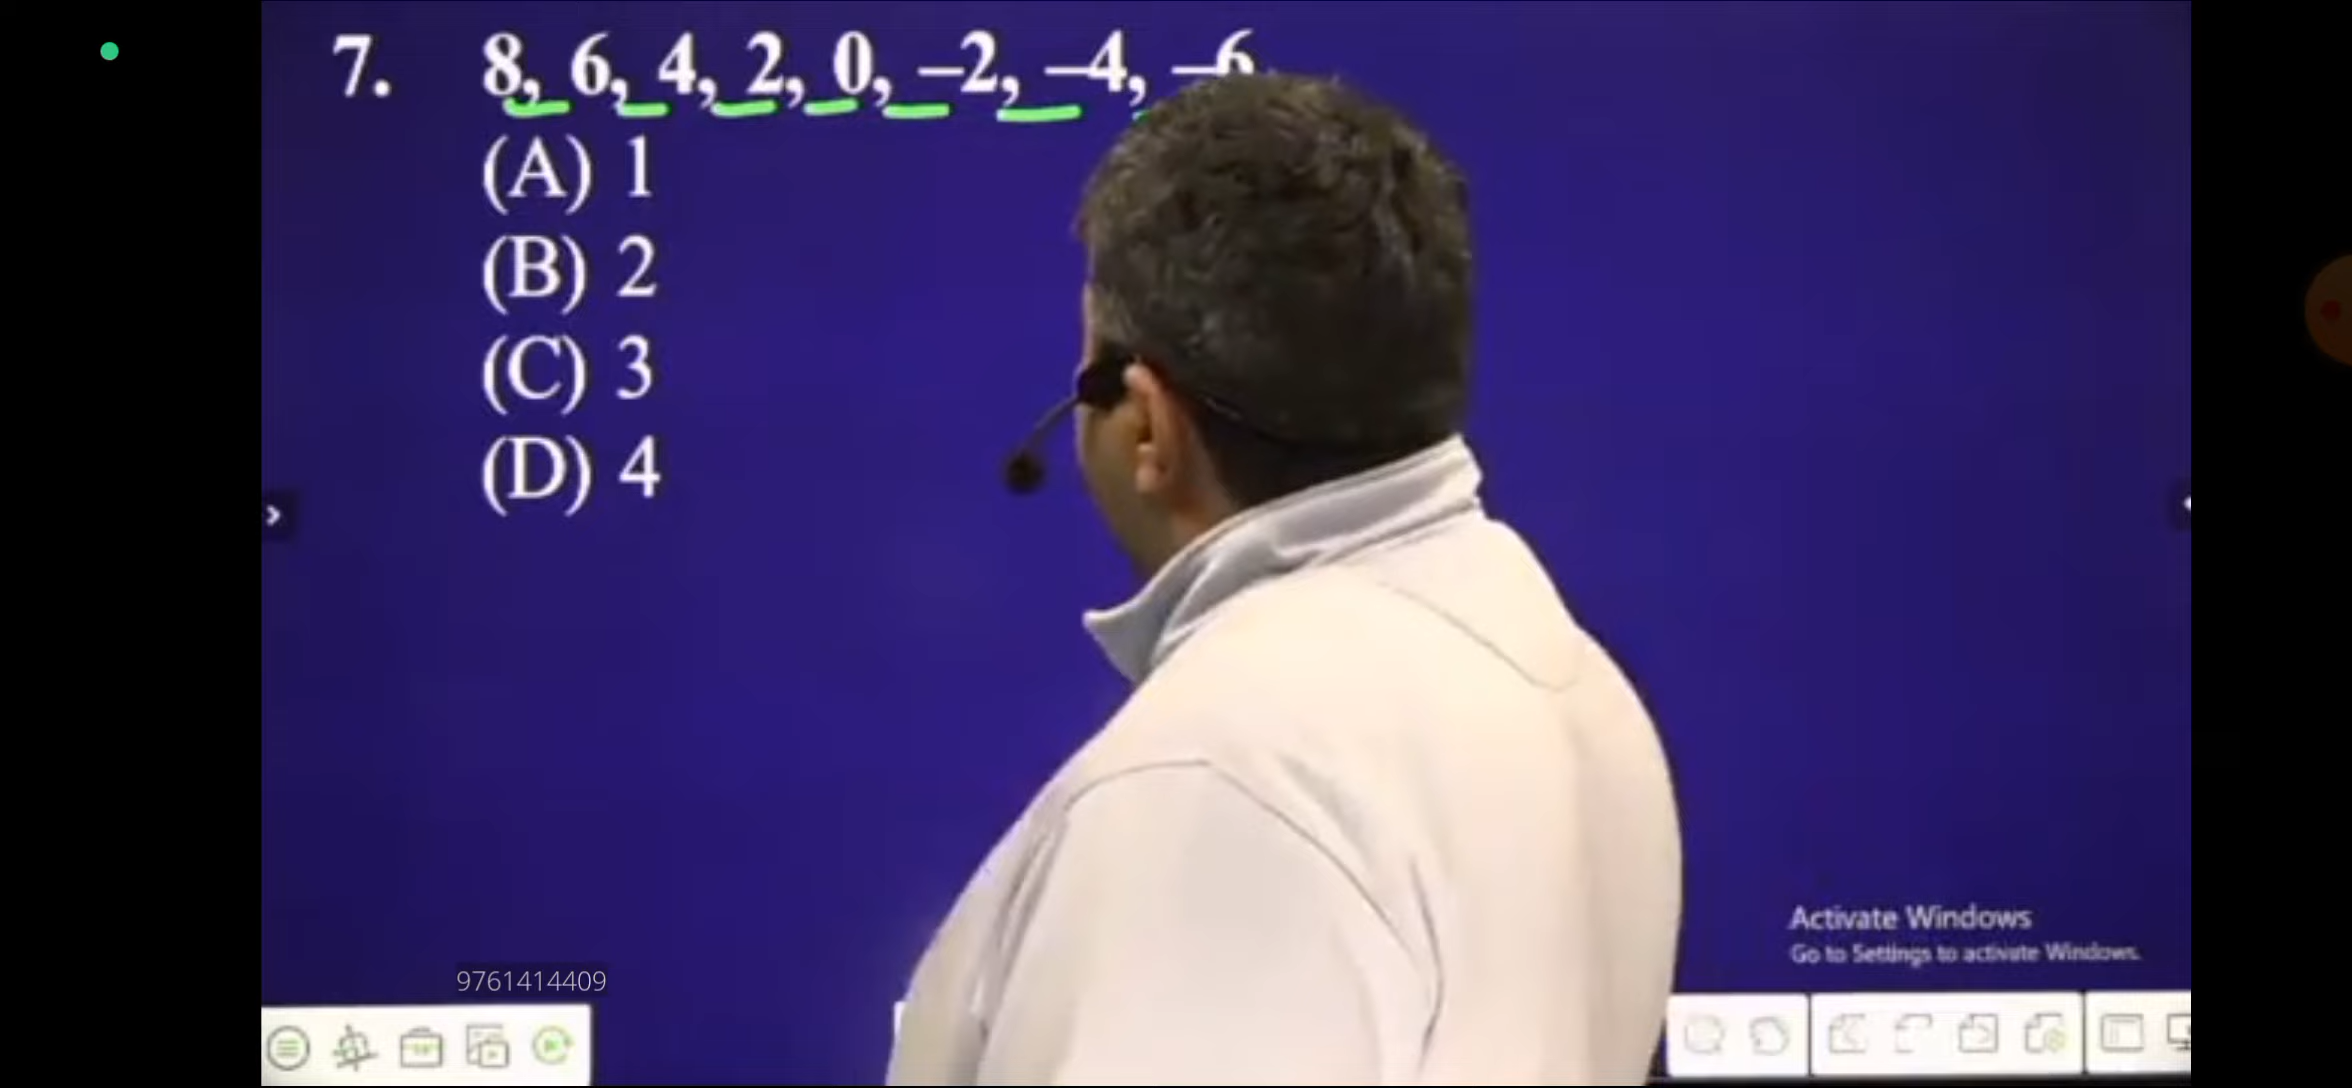 7. 8, 6, 4, 2, 0, –2, –4, –6
(A) 1
(B) 2
(C) 3
(D) 4
Activate Windows
Go to Settings to activate Windows.
9761414409